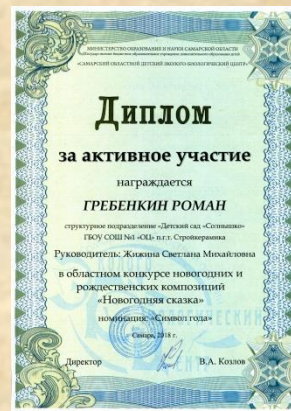 МИНИСТЕРСТВО ОБРАЗОВАНИЯ И НАУКИ САМАРСКОЙ ОБЛАСТИ
«САМАРСКИЙ ОБЛАСТНОЙ ДЕТСКИЙ ЭКОЛОГО-БИОЛОГИЧЕСКИЙ ЦЕНТР»
Диплом
за активное участие
награждается
ГРЕБЕНКИН РОМАН
структурное подразделение «Детский сад «Солнышко»
ГБОУ СОШ №1 «ОЦ» п.г.т. Стройкерамика
Руководитель: Жижина Светлана Михайловна
в областном конкурсе новогодних и
рождественских композиций
«Новогодняя сказка»
номинация: «Символ года»
Самара, 2018 г.
Директор В.А. Козлов